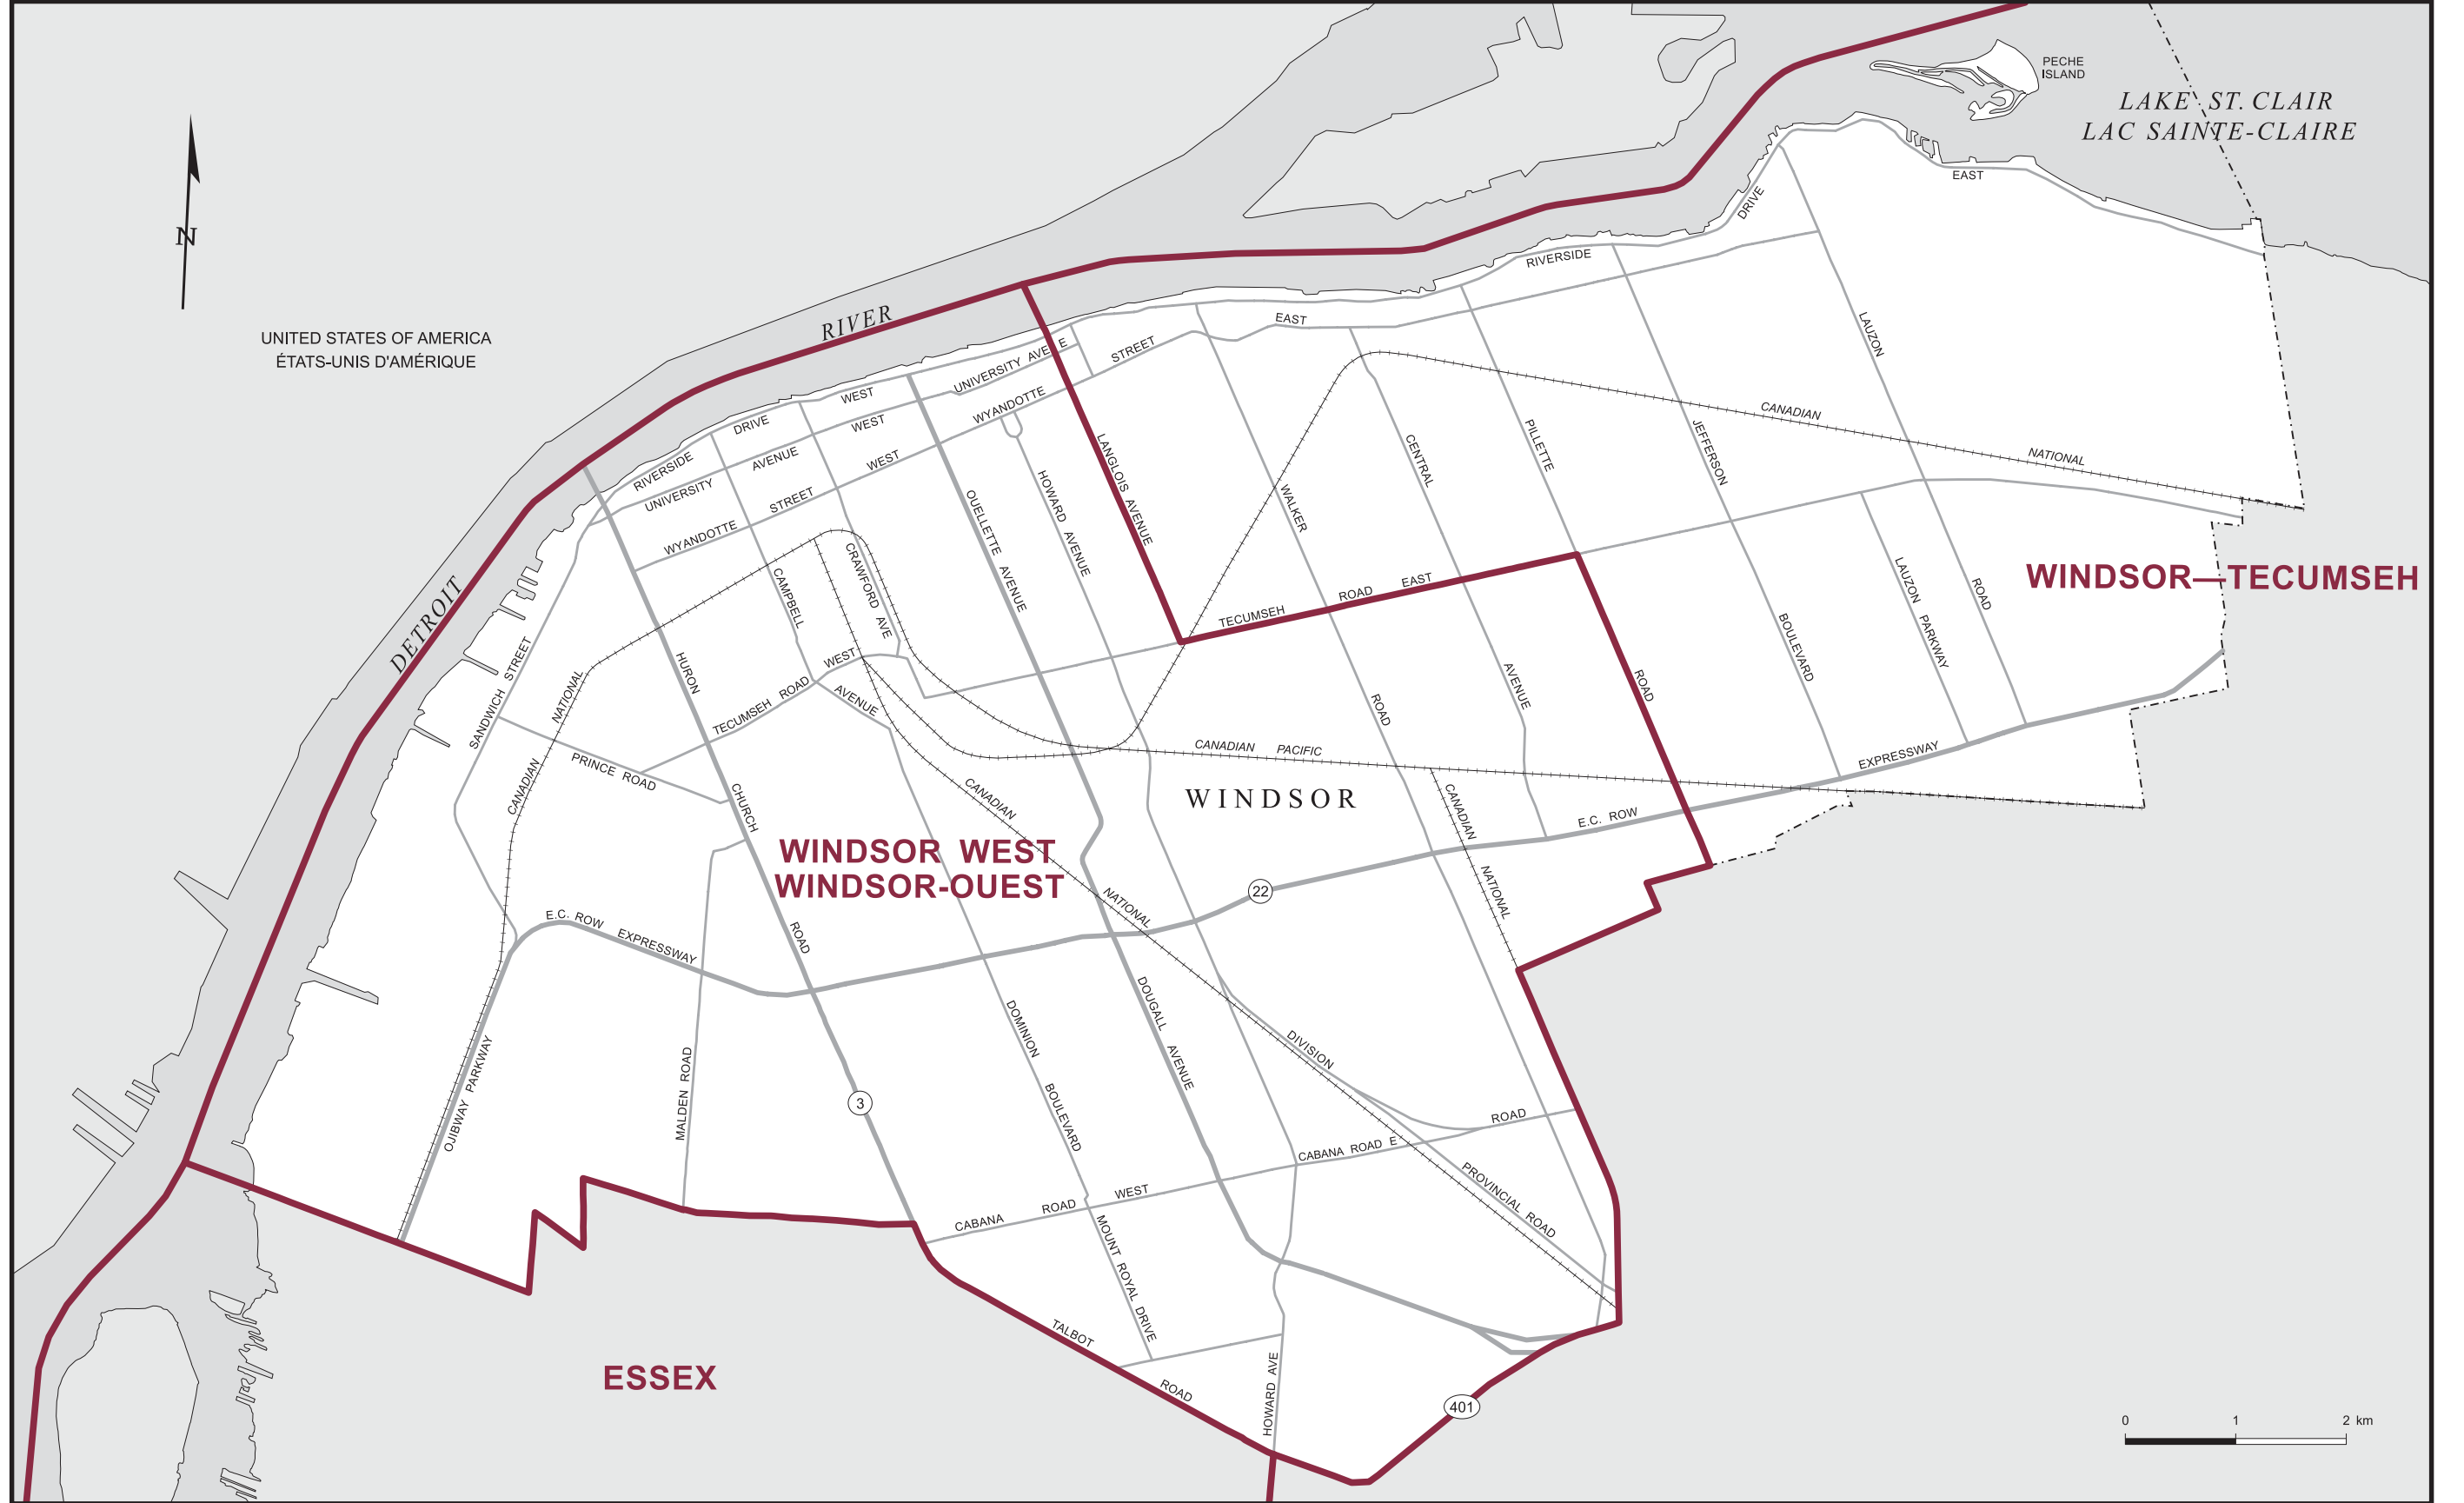 PECHE
ISLAND
LAKE ST. CLAIR
LAC SAINTE-CLAIRE
EAST
DRIVE
RIVERSIDE
N
UNITED STATES OF AMERICA
ÉTATS-UNIS D'AMÉRIQUE
RIVER
DETROIT
EAST
STREET
UNIVERSITY AVE E
WYANDOTTE
WEST
DRIVE
RIVERSIDE
WEST
AVENUE
UNIVERSITY
WEST
STREET
WYANDOTTE
LAUZON
CANADIAN
NATIONAL
LANGLOIS AVENUE
WALKER
CENTRAL
PILLETTE
JEFFERSON
OUELLETTE AVENUE
HOWARD AVENUE
CRAWFORD AVE
CAMPBELL
AVENUE
HURON
CHURCH
ROAD
SANDWICH STREET
CANADIAN NATIONAL
PRINCE ROAD
TECUMSEH ROAD WEST
TECUMSEH ROAD EAST
ROAD
AVENUE
ROAD
BOULEVARD
LAUZON PARKWAY
ROAD
WINDSOR—TECUMSEH
CANADIAN PACIFIC
EXPRESSWAY
E.C. ROW
WINDSOR
CANADIAN
NATIONAL
CANADIAN
NATIONAL
WINDSOR WEST
WINDSOR-OUEST
22
E.C. ROW EXPRESSWAY
OJIBWAY PARKWAY
MALDEN ROAD
3
DOMINION
BOULEVARD
DOUGALL
AVENUE
DIVISION
ROAD
CABANA ROAD E
CABANA ROAD WEST
PROVINCIAL ROAD
MOUNT ROYAL DRIVE
TALBOT
ROAD
HOWARD AVE
401
ESSEX
0 1 2 km